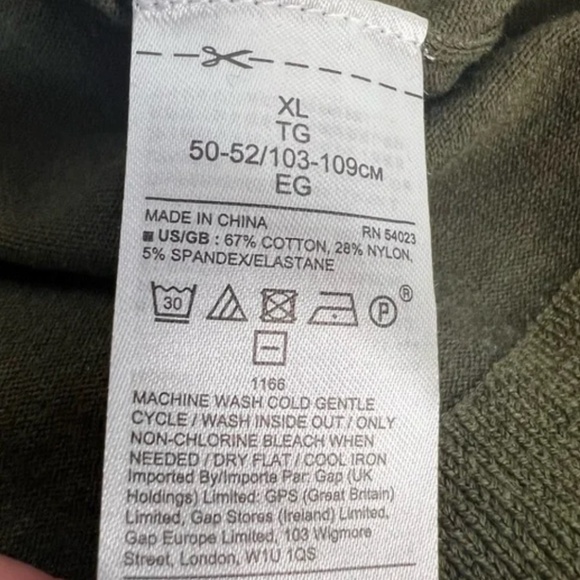 XL
TG
50-52/103-109CM
EG
MADE IN CHINA RN 54023
US/GB : 67% COTTON, 28% NYLON,
5% SPANDEX/ELASTANE
30 P ®
1166
MACHINE WASH COLD GENTLE
CYCLE / WASH INSIDE OUT / ONLY
NON-CHLORINE BLEACH WHEN
NEEDED / DRY FLAT / COOL IRON
Imported By/Importe Par: Gap (UK
Holdings) Limited: GPS (Great Britain)
Limited, Gap Stores (Ireland) Limited,
Gap Europe Limited, 103 Wigmore
Street, London, W1U 1QS